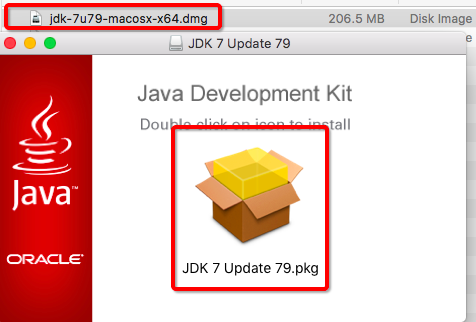 jdk-7u79-macosx-x64.dmg 206.5 MB Disk Image
JDK 7 Update 79
Java Development Kit
Double click on icon to install
JDK 7 Update 79.pkg
Java™
ORACLE®